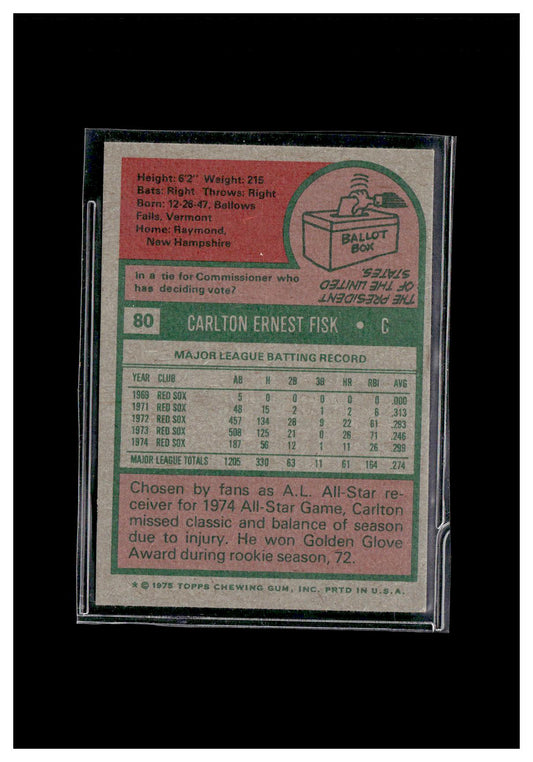 Height: 6'2" Weight: 215
Bats: Right Throws: Right
Born: 12-26-47, Bellows
Falls, Vermont
Home: Raymond,
New Hampshire
BALLOT
BOX
In a tie for Commissioner who
has deciding vote?
THE PRESIDENT
OF THE UNITED
STATES.
80 CARLTON ERNEST FISK • C
MAJOR LEAGUE BATTING RECORD
YEAR CLUB AB H 2B 3B HR RBI AVG
1969 RED SOX 5 0 0 0 0 0 .000
1971 RED SOX 48 15 2 1 2 6 .313
1972 RED SOX 457 134 28 9 22 61 .293
1973 RED SOX 508 125 21 0 26 71 .246
1974 RED SOX 187 56 12 1 11 26 .299
MAJOR LEAGUE TOTALS 1205 330 63 11 61 164 .274
Chosen by fans as A.L. All-Star re-
ceiver for 1974 All-Star Game, Carlton
missed classic and balance of season
due to injury. He won Golden Glove
Award during rookie season, 72.
* © 1975 TOPPS CHEWING GUM, INC. PRTD IN U.S.A.